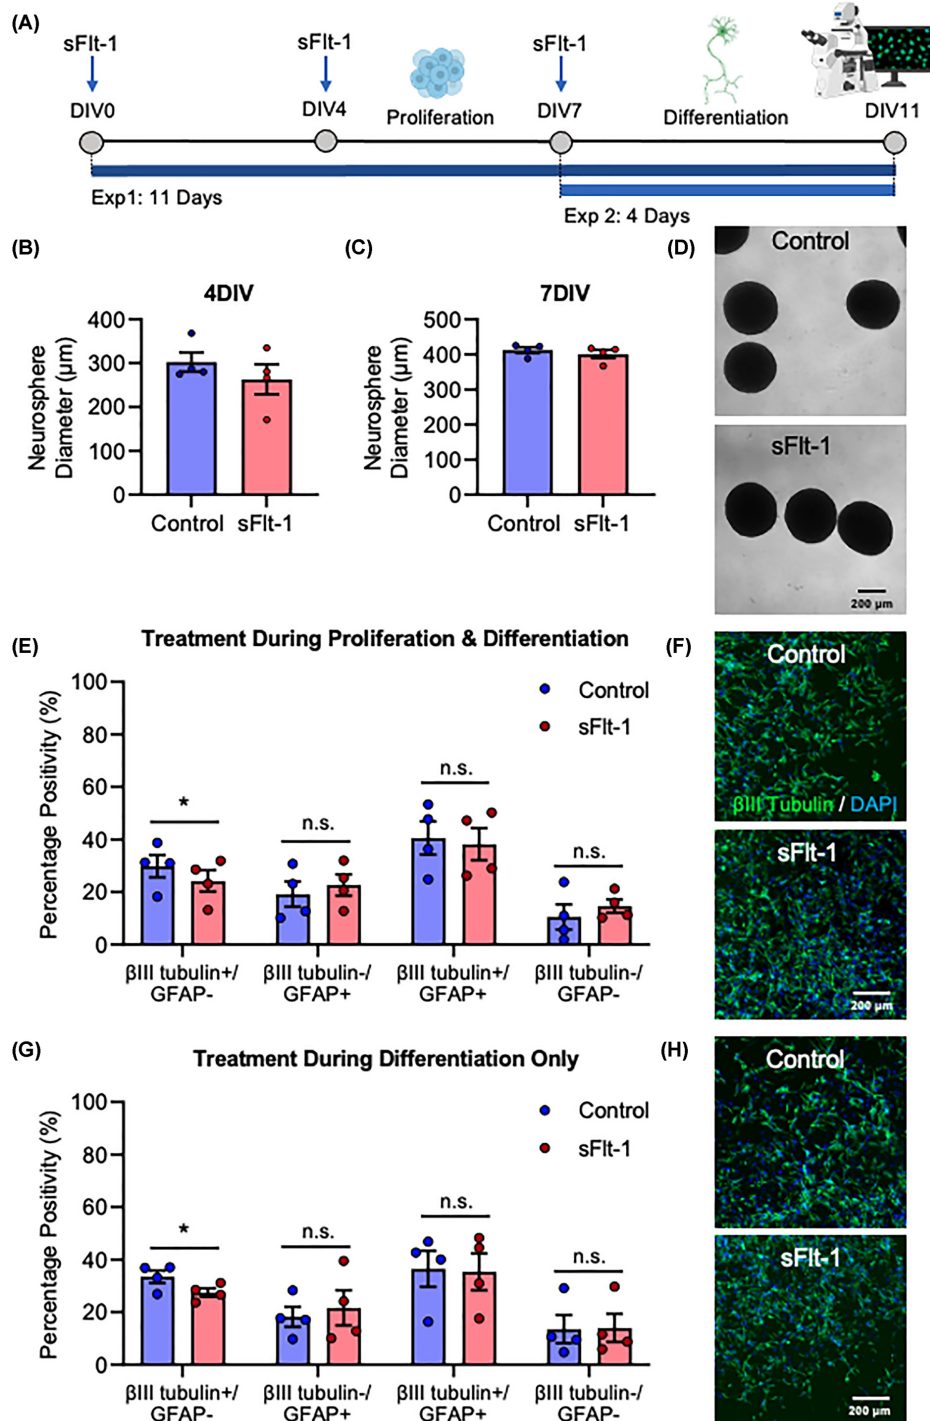 (A)
sFlt-1 sFlt-1 sFlt-1
DIV0 DIV4 Proliferation DIV7 Differentiation DIV11
Exp1: 11 Days
Exp 2: 4 Days
(B)
4DIV
Neurosphere
Diameter (µm)
400
300
200
100
0
Control sFlt-1
(C)
7DIV
Neurosphere
Diameter (µm)
500
400
300
200
100
0
Control sFlt-1
(D)
Control
sFlt-1
200 µm
(E)
Treatment During Proliferation & Differentiation
Percentage Positivity (%)
100
80
60
40
20
0
Control
sFlt-1
*
n.s.
n.s.
n.s.
βIII tubulin+/ βIII tubulin-/ βIII tubulin+/ βIII tubulin-/
GFAP- GFAP+ GFAP+ GFAP-
(F)
Control
βIII Tubulin / DAPI
sFlt-1
200 µm
(G)
Treatment During Differentiation Only
Percentage Positivity (%)
100
80
60
40
20
0
Control
sFlt-1
*
n.s.
n.s.
n.s.
βIII tubulin+/ βIII tubulin-/ βIII tubulin+/ βIII tubulin-/
GFAP- GFAP+ GFAP+ GFAP-
(H)
Control
sFlt-1
200 µm